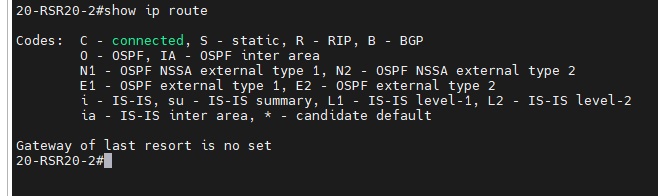 20-RSR20-2#show ip route
Codes:  C - connected, S - static, R - RIP, B - BGP
        O - OSPF, IA - OSPF inter area
        N1 - OSPF NSSA external type 1, N2 - OSPF NSSA external type 2
        E1 - OSPF external type 1, E2 - OSPF external type 2
        i - IS-IS, su - IS-IS summary, L1 - IS-IS level-1, L2 - IS-IS level-2
        ia - IS-IS inter area, * - candidate default
Gateway of last resort is no set
20-RSR20-2#